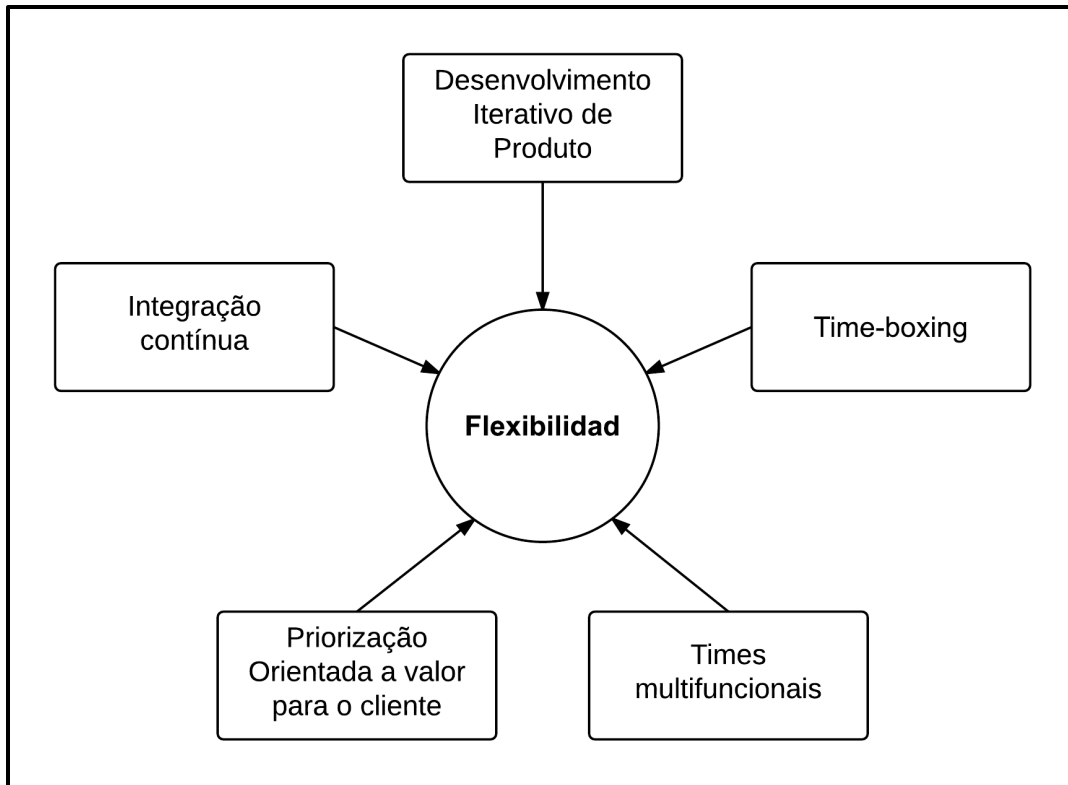 Desenvolvimento
Iterativo de
Produto
Integração
contínua
Time-boxing
Flexibilidad
Priorização
Orientada a valor
para o cliente
Times
multifuncionais